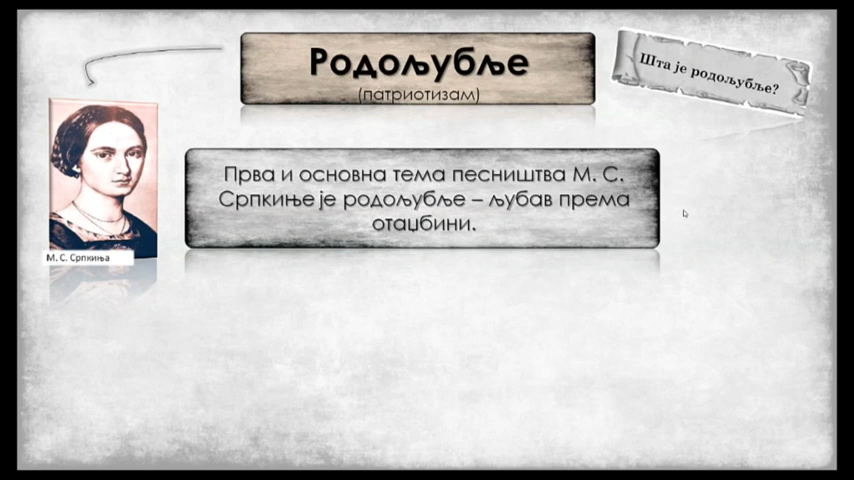 Родољубље
(патриотизам)
Шта је родољубље?
Прва и основна тема песништва М. С.
Српкиње је родољубље – љубав према
отаџбини.
М. С. Српкиња